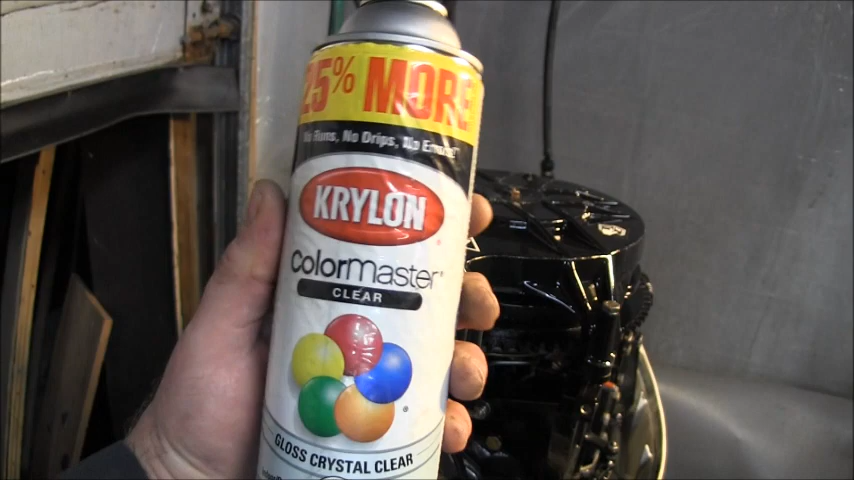 25% MORE
No Runs, No Drips, No Errors!
KRYLON
colormaster
CLEAR
®
GLOSS CRYSTAL CLEAR